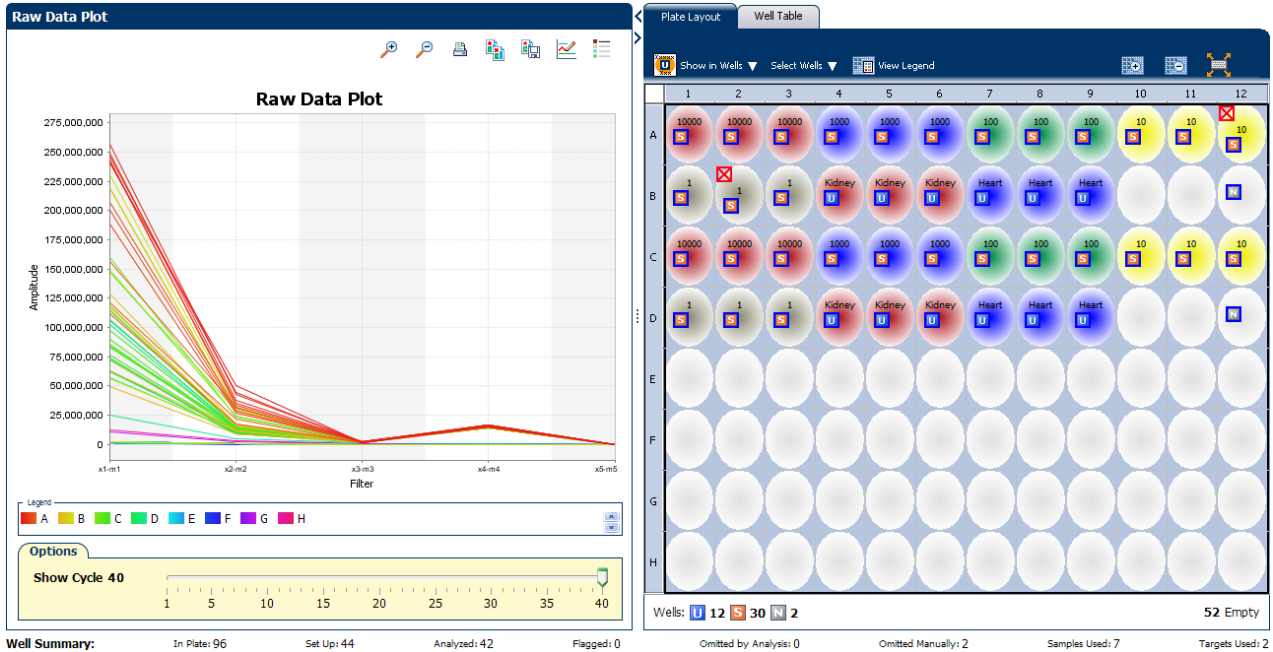 Raw Data Plot
Raw Data Plot
275,000,000
250,000,000
225,000,000
200,000,000
175,000,000
150,000,000
125,000,000
100,000,000
75,000,000
50,000,000
25,000,000
0
Amplitude
x1-m1 x2-m2 x3-m3 x4-m4 x5-m5
Filter
Legend
A B C D E F G H
Options
Show Cycle 40
1 5 10 15 20 25 30 35 40
Plate Layout Well Table
U Show in Wells ▼ Select Wells ▼ View Legend
1 2 3 4 5 6 7 8 9 10 11 12
10000 10000 10000 1000 1000 1000 100 100 100 10 10 10
A S S S S S S S S S S S S
1 1 1 Kidney Kidney Kidney Heart Heart Heart
B S S S U U U U U U N
10000 10000 10000 1000 1000 1000 100 100 100 10 10 10
C S S S S S S S S S S S S
1 1 1 Kidney Kidney Kidney Heart Heart Heart
D S S S U U U U U U N
E
F
G
H
Wells: U 12 S 30 N 2 52 Empty
Well Summary: In Plate: 96 Set Up: 44 Analyzed: 42 Flagged: 0 Omitted by Analysis: 0 Omitted Manually: 2 Samples Used: 7 Targets Used: 2